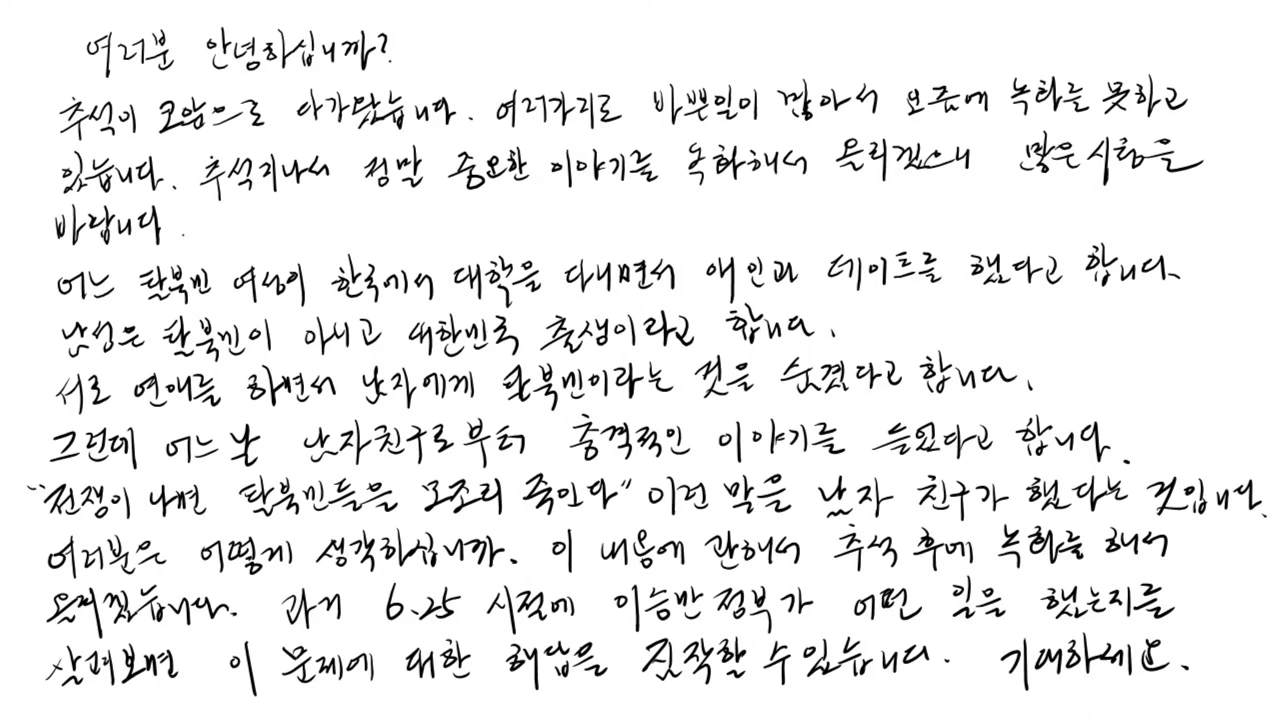 여러분 안녕하십니까?
추석이 코앞으로 다가왔습니다. 여러가지로 바쁜일이 많아서 요즘에 녹화를 못하고
있습니다. 추석지나서 정말 중요한 이야기를 녹화해서 올리겠으니 많은 시청을
바랍니다.
어느 탈북민 여성이 한국에서 대학을 다니면서 애인과 데이트를 했다고 합니다.
남성은 탈북민이 아시고 대한민국 출생이라고 합니다.
서로 연애를 하면서 남자에게 탈북민이라는 것을 숨겼다고 합니다.
그런데 어느날 남자친구로부터 충격적인 이야기를 들었다고 합니다.
"전쟁이 나면 탈북민들을 모조리 죽인다" 이런 말을 남자 친구가 했다는 것입니다.
여러분은 어떻게 생각하십니까. 이 내용에 관해서 추석 후에 녹화를 해서
올리겠습니다. 과거 6.25 시절에 이승만정부가 어떤 일을 했는지를
살펴보면 이 문제에 대한 해답을 짐작할 수 있습니다. 기대하세요.